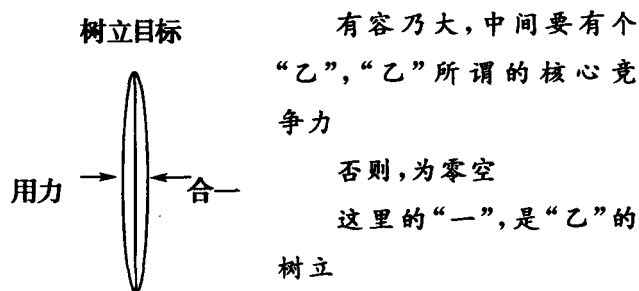 树立目标
用力
合一
有容乃大，中间要有个
“乙”，“乙”所谓的核心竞
争力
否则，为零空
这里的“一”，是“乙”的
树立